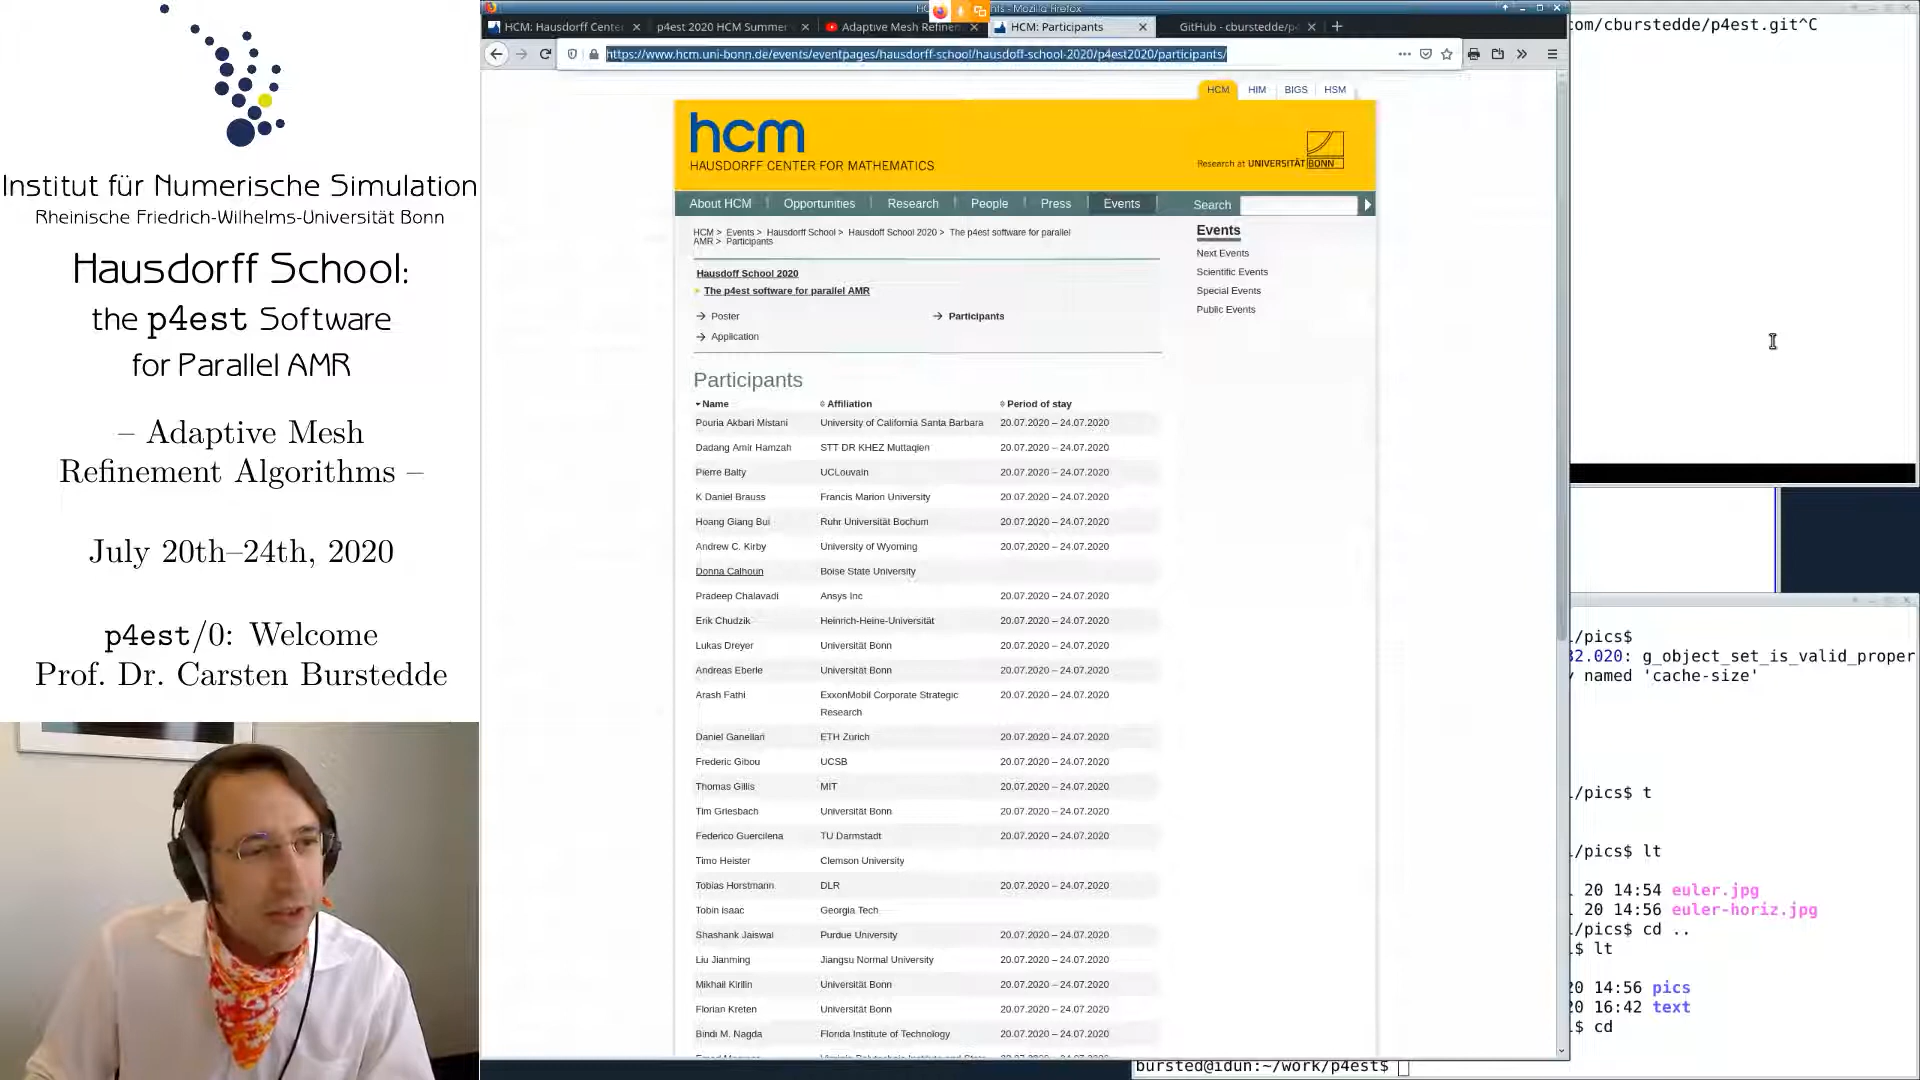 Institut für Numerische Simulation
Rheinische Friedrich-Wilhelms-Universität Bonn
Hausdorff School:
the p4est Software
for Parallel AMR
– Adaptive Mesh
Refinement Algorithms –
July 20th–24th, 2020
p4est/0: Welcome
Prof. Dr. Carsten Burstedde
nts - Mozilla Firefox
HCM: Hausdorff Center
p4est 2020 HCM Summer
Adaptive Mesh Refinem
HCM: Participants
GitHub - cburstedde/p4
https://www.hcm.uni-bonn.de/events/eventpages/hausdorff-school/hausdoff-school-2020/p4est2020/participants/
HCM HIM BIGS HSM
hcm
HAUSDORFF CENTER FOR MATHEMATICS
Research at UNIVERSITÄT BONN
About HCM Opportunities Research People Press Events Search
HCM > Events > Hausdorff School > Hausdoff School 2020 > The p4est software for parallel
AMR > Participants
Hausdoff School 2020
The p4est software for parallel AMR
Poster
Participants
Application
Events
Next Events
Scientific Events
Special Events
Public Events
Participants
Name Affiliation Period of stay
Pouria Akbari Mistani University of California Santa Barbara 20.07.2020 – 24.07.2020
Dadang Amir Hamzah STT DR KHEZ Muttaqien 20.07.2020 – 24.07.2020
Pierre Balty UCLouvain 20.07.2020 – 24.07.2020
K Daniel Brauss Francis Marion University 20.07.2020 – 24.07.2020
Hoang Giang Bui Ruhr Universität Bochum 20.07.2020 – 24.07.2020
Andrew C. Kirby University of Wyoming 20.07.2020 – 24.07.2020
Donna Calhoun Boise State University
Pradeep Chalavadi Ansys Inc 20.07.2020 – 24.07.2020
Erik Chudzik Heinrich-Heine-Universität 20.07.2020 – 24.07.2020
Lukas Dreyer Universität Bonn 20.07.2020 – 24.07.2020
Andreas Eberle Universität Bonn 20.07.2020 – 24.07.2020
Arash Fathi ExxonMobil Corporate Strategic 20.07.2020 – 24.07.2020
Research
Daniel Ganellari ETH Zurich 20.07.2020 – 24.07.2020
Frederic Gibou UCSB 20.07.2020 – 24.07.2020
Thomas Gillis MIT 20.07.2020 – 24.07.2020
Tim Griesbach Universität Bonn 20.07.2020 – 24.07.2020
Federico Guercilena TU Darmstadt 20.07.2020 – 24.07.2020
Timo Heister Clemson University
Tobias Horstmann DLR 20.07.2020 – 24.07.2020
Tobin Isaac Georgia Tech
Shashank Jaiswal Purdue University 20.07.2020 – 24.07.2020
Liu Jianming Jiangsu Normal University 20.07.2020 – 24.07.2020
Mikhail Kirilin Universität Bonn 20.07.2020 – 24.07.2020
Florian Kreten Universität Bonn 20.07.2020 – 24.07.2020
Bindi M. Nagda Florida Institute of Technology 20.07.2020 – 24.07.2020
com/cburstedde/p4est.git^C
/pics$
32.020: g_object_set_is_valid_proper
y named 'cache-size'
/pics$ t
/pics$ lt
20 14:54 euler.jpg
20 14:56 euler-horiz.jpg
/pics$ cd ..
$ lt
20 14:56 pics
20 16:42 text
$ cd
bursted@idun:~/work/p4est$